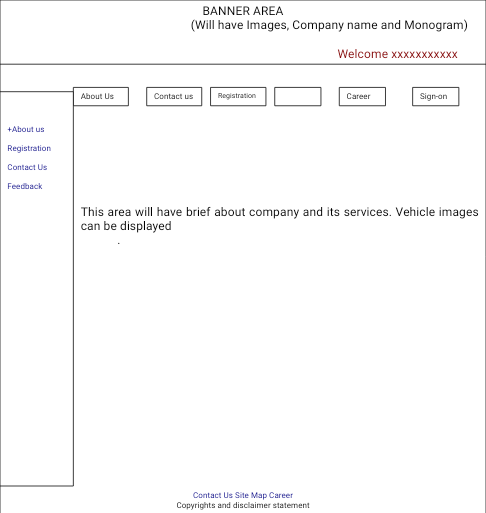 BANNER AREA
(Will have Images, Company name and Monogram)
Welcome xxxxxxxxxxx
About Us
Contact us
Registration
Career
Sign-on
+About us
Registration
Contact Us
Feedback
This area will have brief about company and its services. Vehicle images
can be displayed
.
Contact Us Site Map Career
Copyrights and disclaimer statement